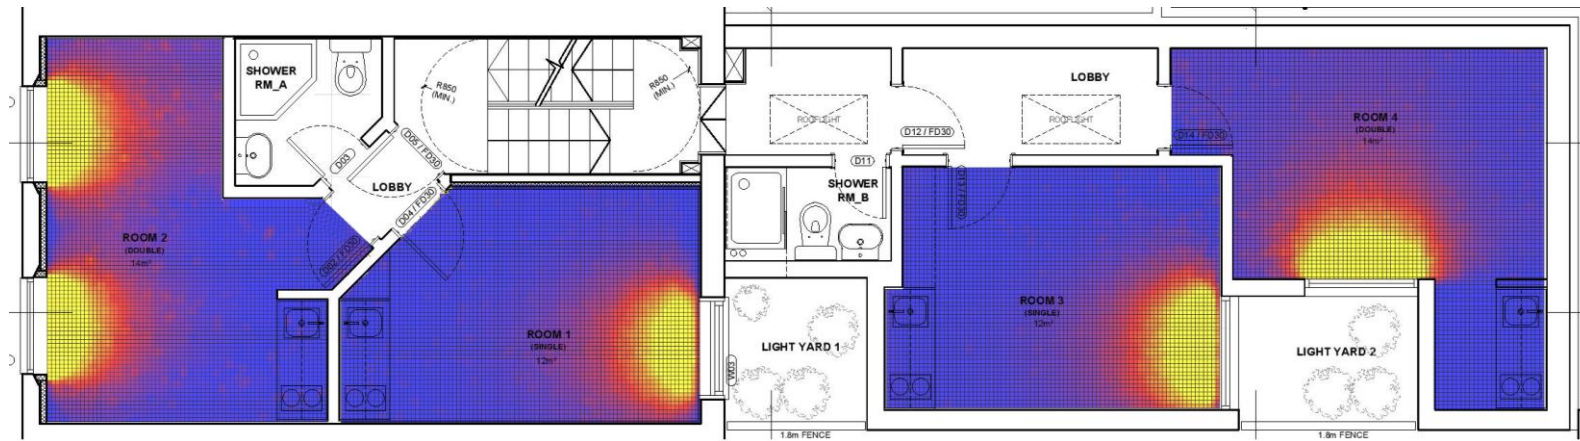 SHOWER
RM_A
R850
(MIN.)
R850
(MIN.)
LOBBY
ROOFLIGHT
ROOFLIGHT
D12 / FD30
D14 / FD30
ROOM 4
(DOUBLE)
14m²
D03
D05 / FD30
LOBBY
D04 / FD30
D02 / FD30
D11
D13 / FD30
SHOWER
RM_B
ROOM 2
(DOUBLE)
14m²
ROOM 1
(SINGLE)
12m²
ROOM 3
(SINGLE)
12m²
LIGHT YARD 1
W03
LIGHT YARD 2
1.8m FENCE
1.8m FENCE